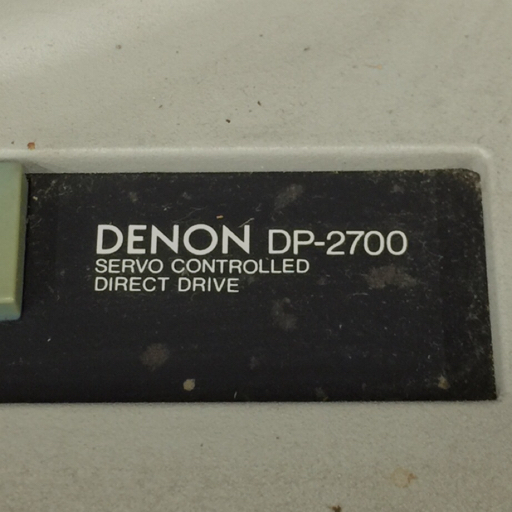 DENON DP-2700
SERVO CONTROLLED
DIRECT DRIVE